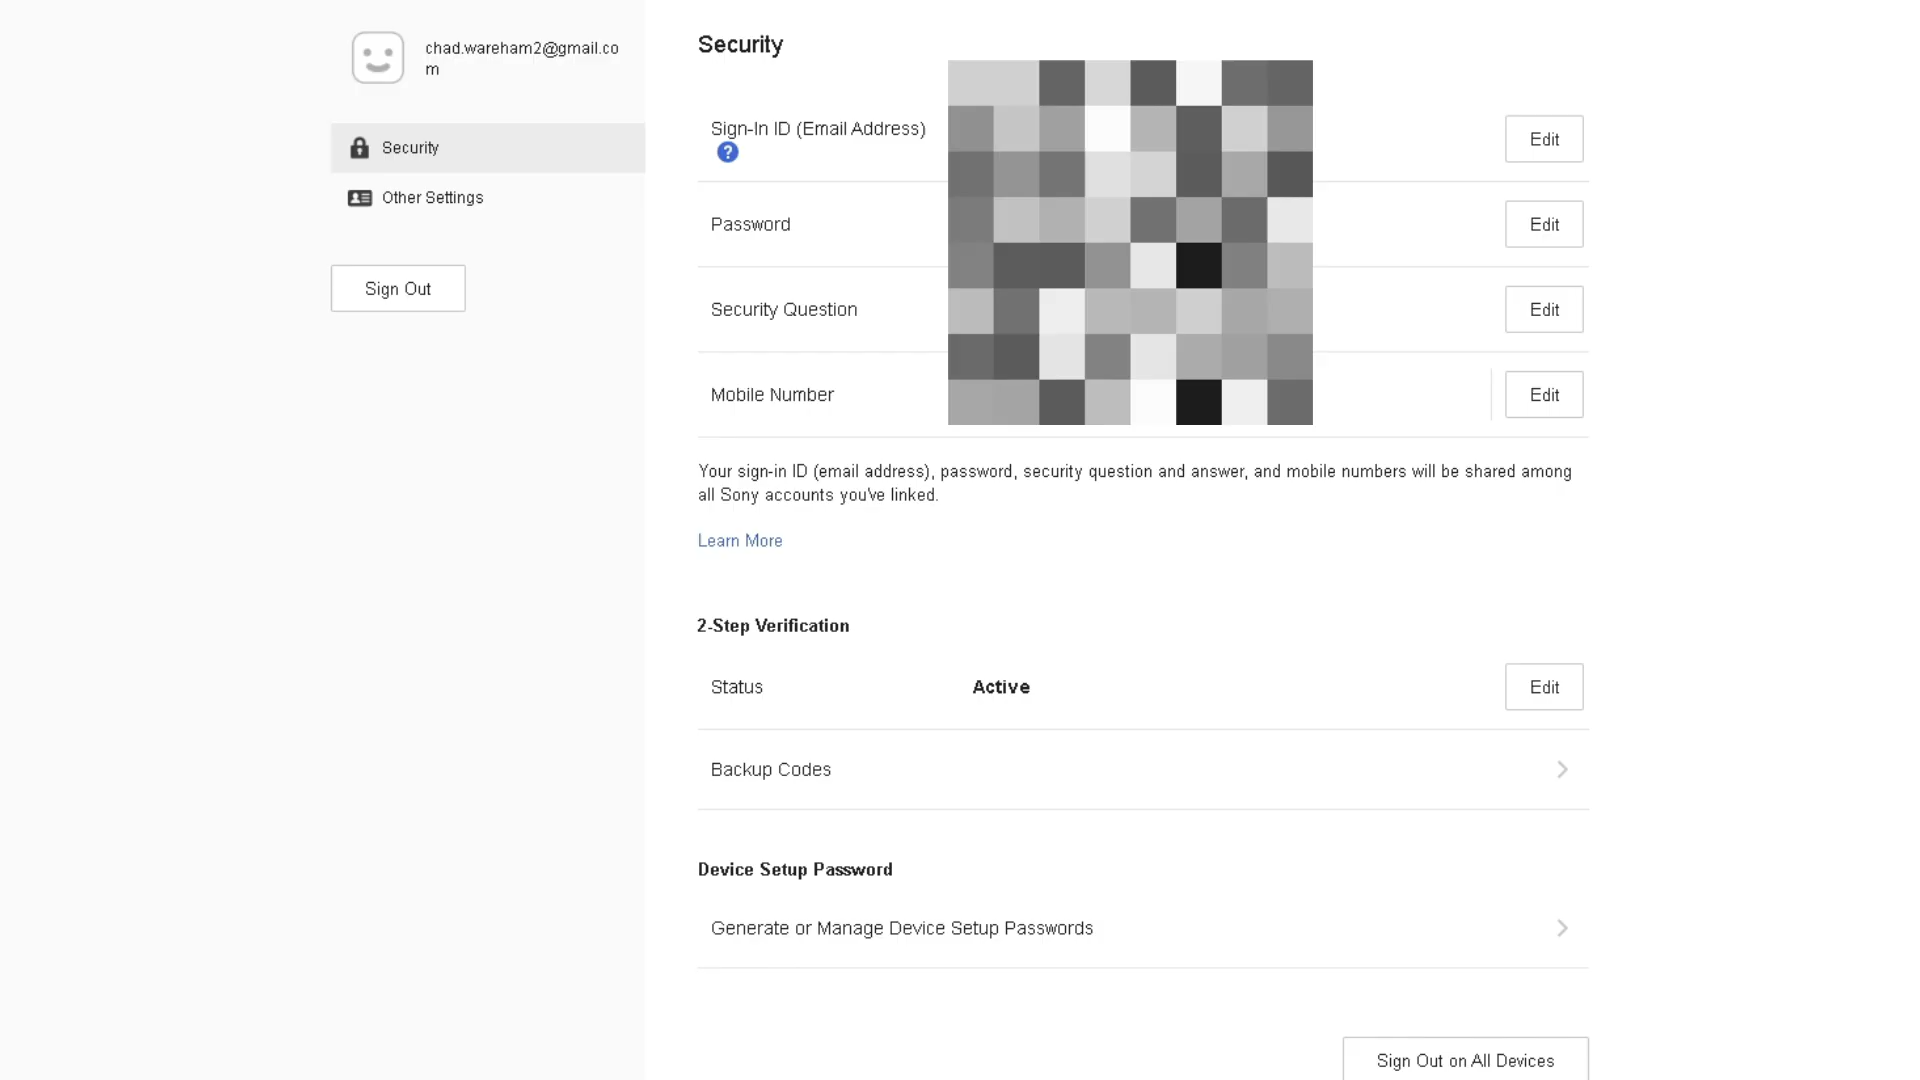 chad.wareham2@gmail.co
m
Security
Other Settings
Sign Out
Security
Sign-In ID (Email Address)
?
Edit
Password
Edit
Security Question
Edit
Mobile Number
Edit
Your sign-in ID (email address), password, security question and answer, and mobile numbers will be shared among
all Sony accounts you've linked.
Learn More
2-Step Verification
Status Active
Edit
Backup Codes
Device Setup Password
Generate or Manage Device Setup Passwords
Sign Out on All Devices